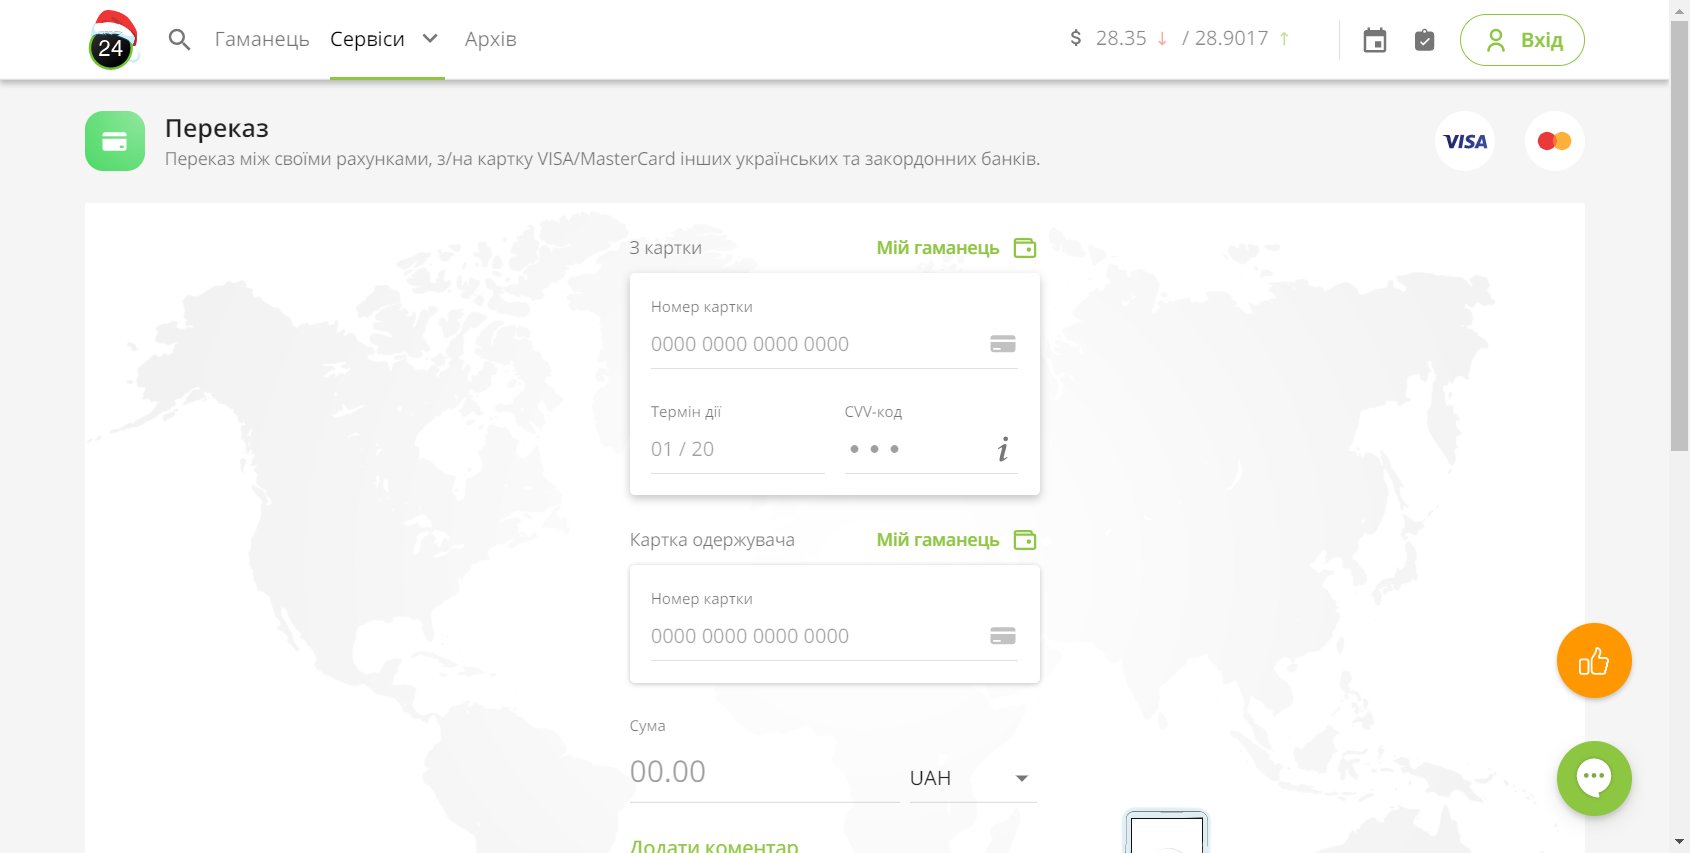 24
Гаманець Сервіси Архів
$ 28.35 ↓ / 28.9017 ↑
Вхід
Переказ
Переказ між своїми рахунками, з/на картку VISA/MasterCard інших українських та закордонних банків.
VISA
З картки
Мій гаманець
Номер картки
0000 0000 0000 0000
Термін дії
CVV-код
01 / 20
• • •
i
Картка одержувача
Мій гаманець
Номер картки
0000 0000 0000 0000
Сума
00.00
UAH
Додати коментар